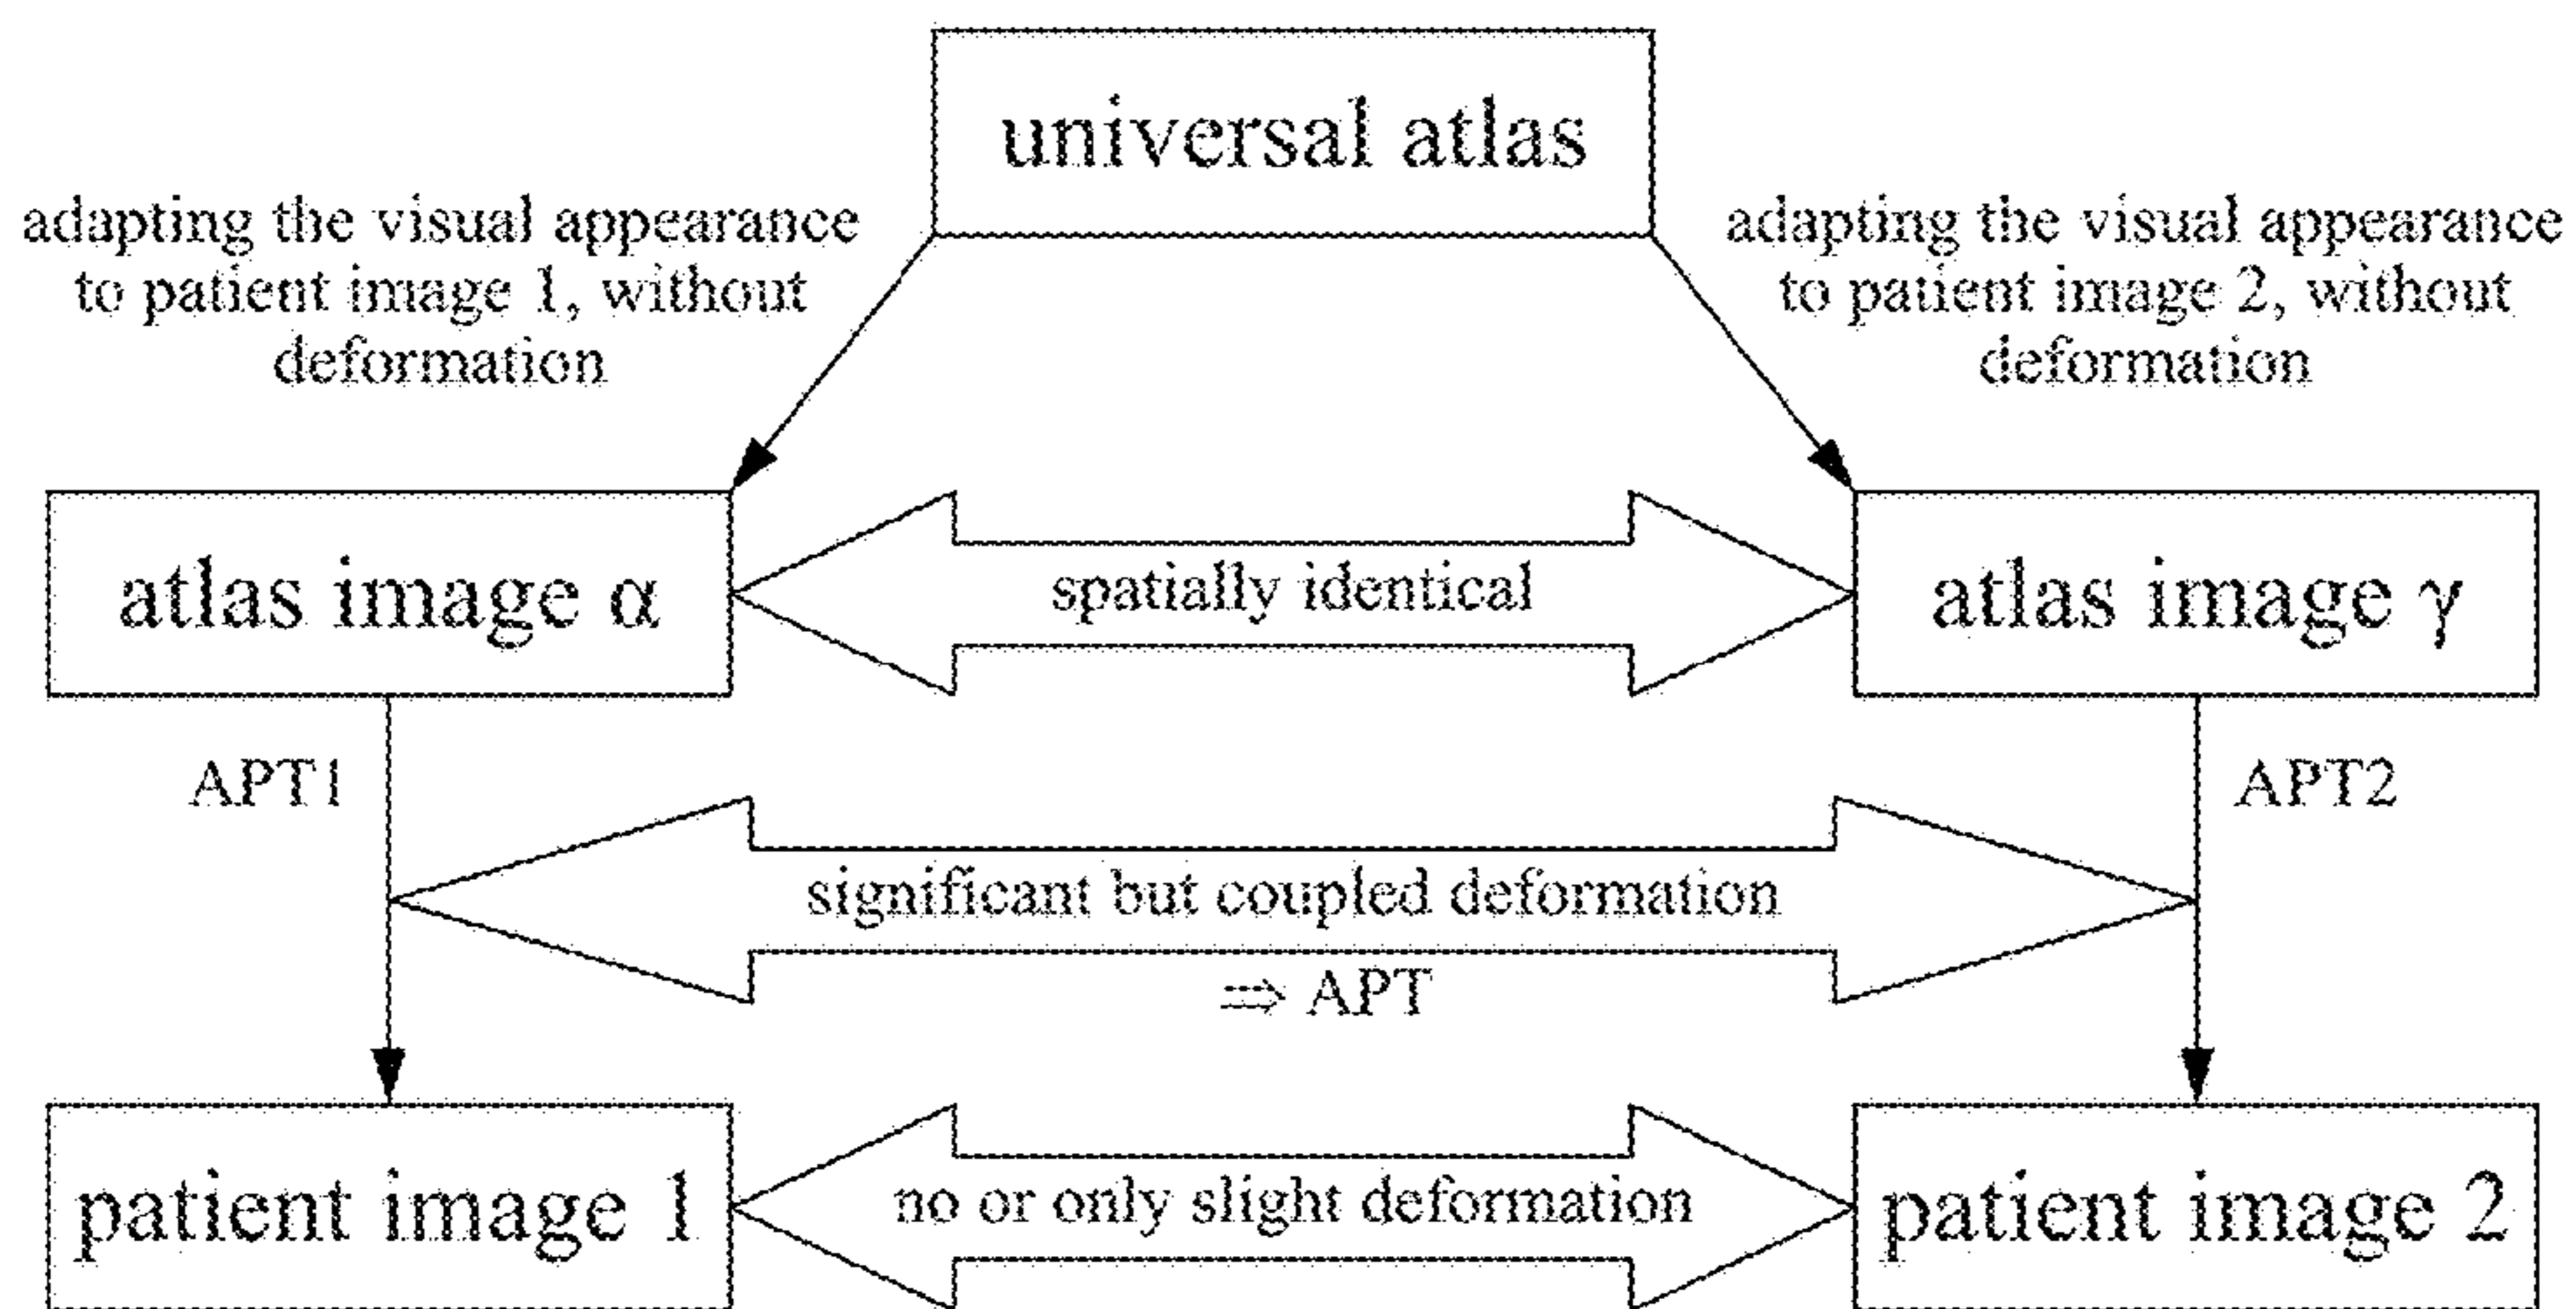 universal atlas
adapting the visual appearance
to patient image 1, without
deformation
adapting the visual appearance
to patient image 2, without
deformation
atlas image α
spatially identical
atlas image γ
APT1
APT2
significant but coupled deformation
⇒ APT
patient image 1
no or only slight deformation
patient image 2